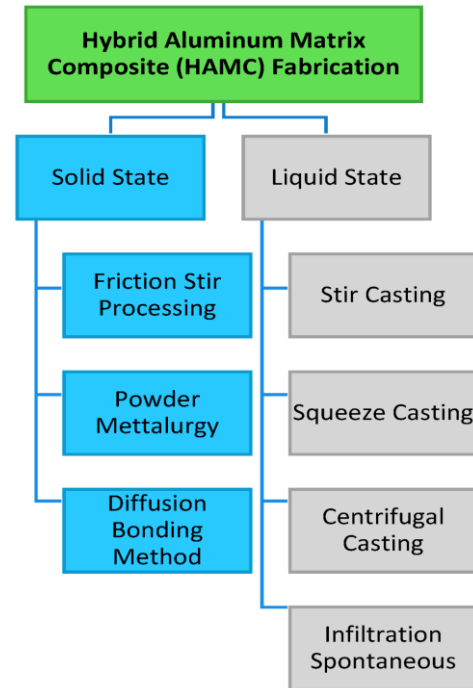 Hybrid Aluminum Matrix
Composite (HAMC) Fabrication
Solid State
Liquid State
Friction Stir
Processing
Stir Casting
Powder
Mettalurgy
Squeeze Casting
Diffusion
Bonding
Method
Centrifugal
Casting
Infiltration
Spontaneous